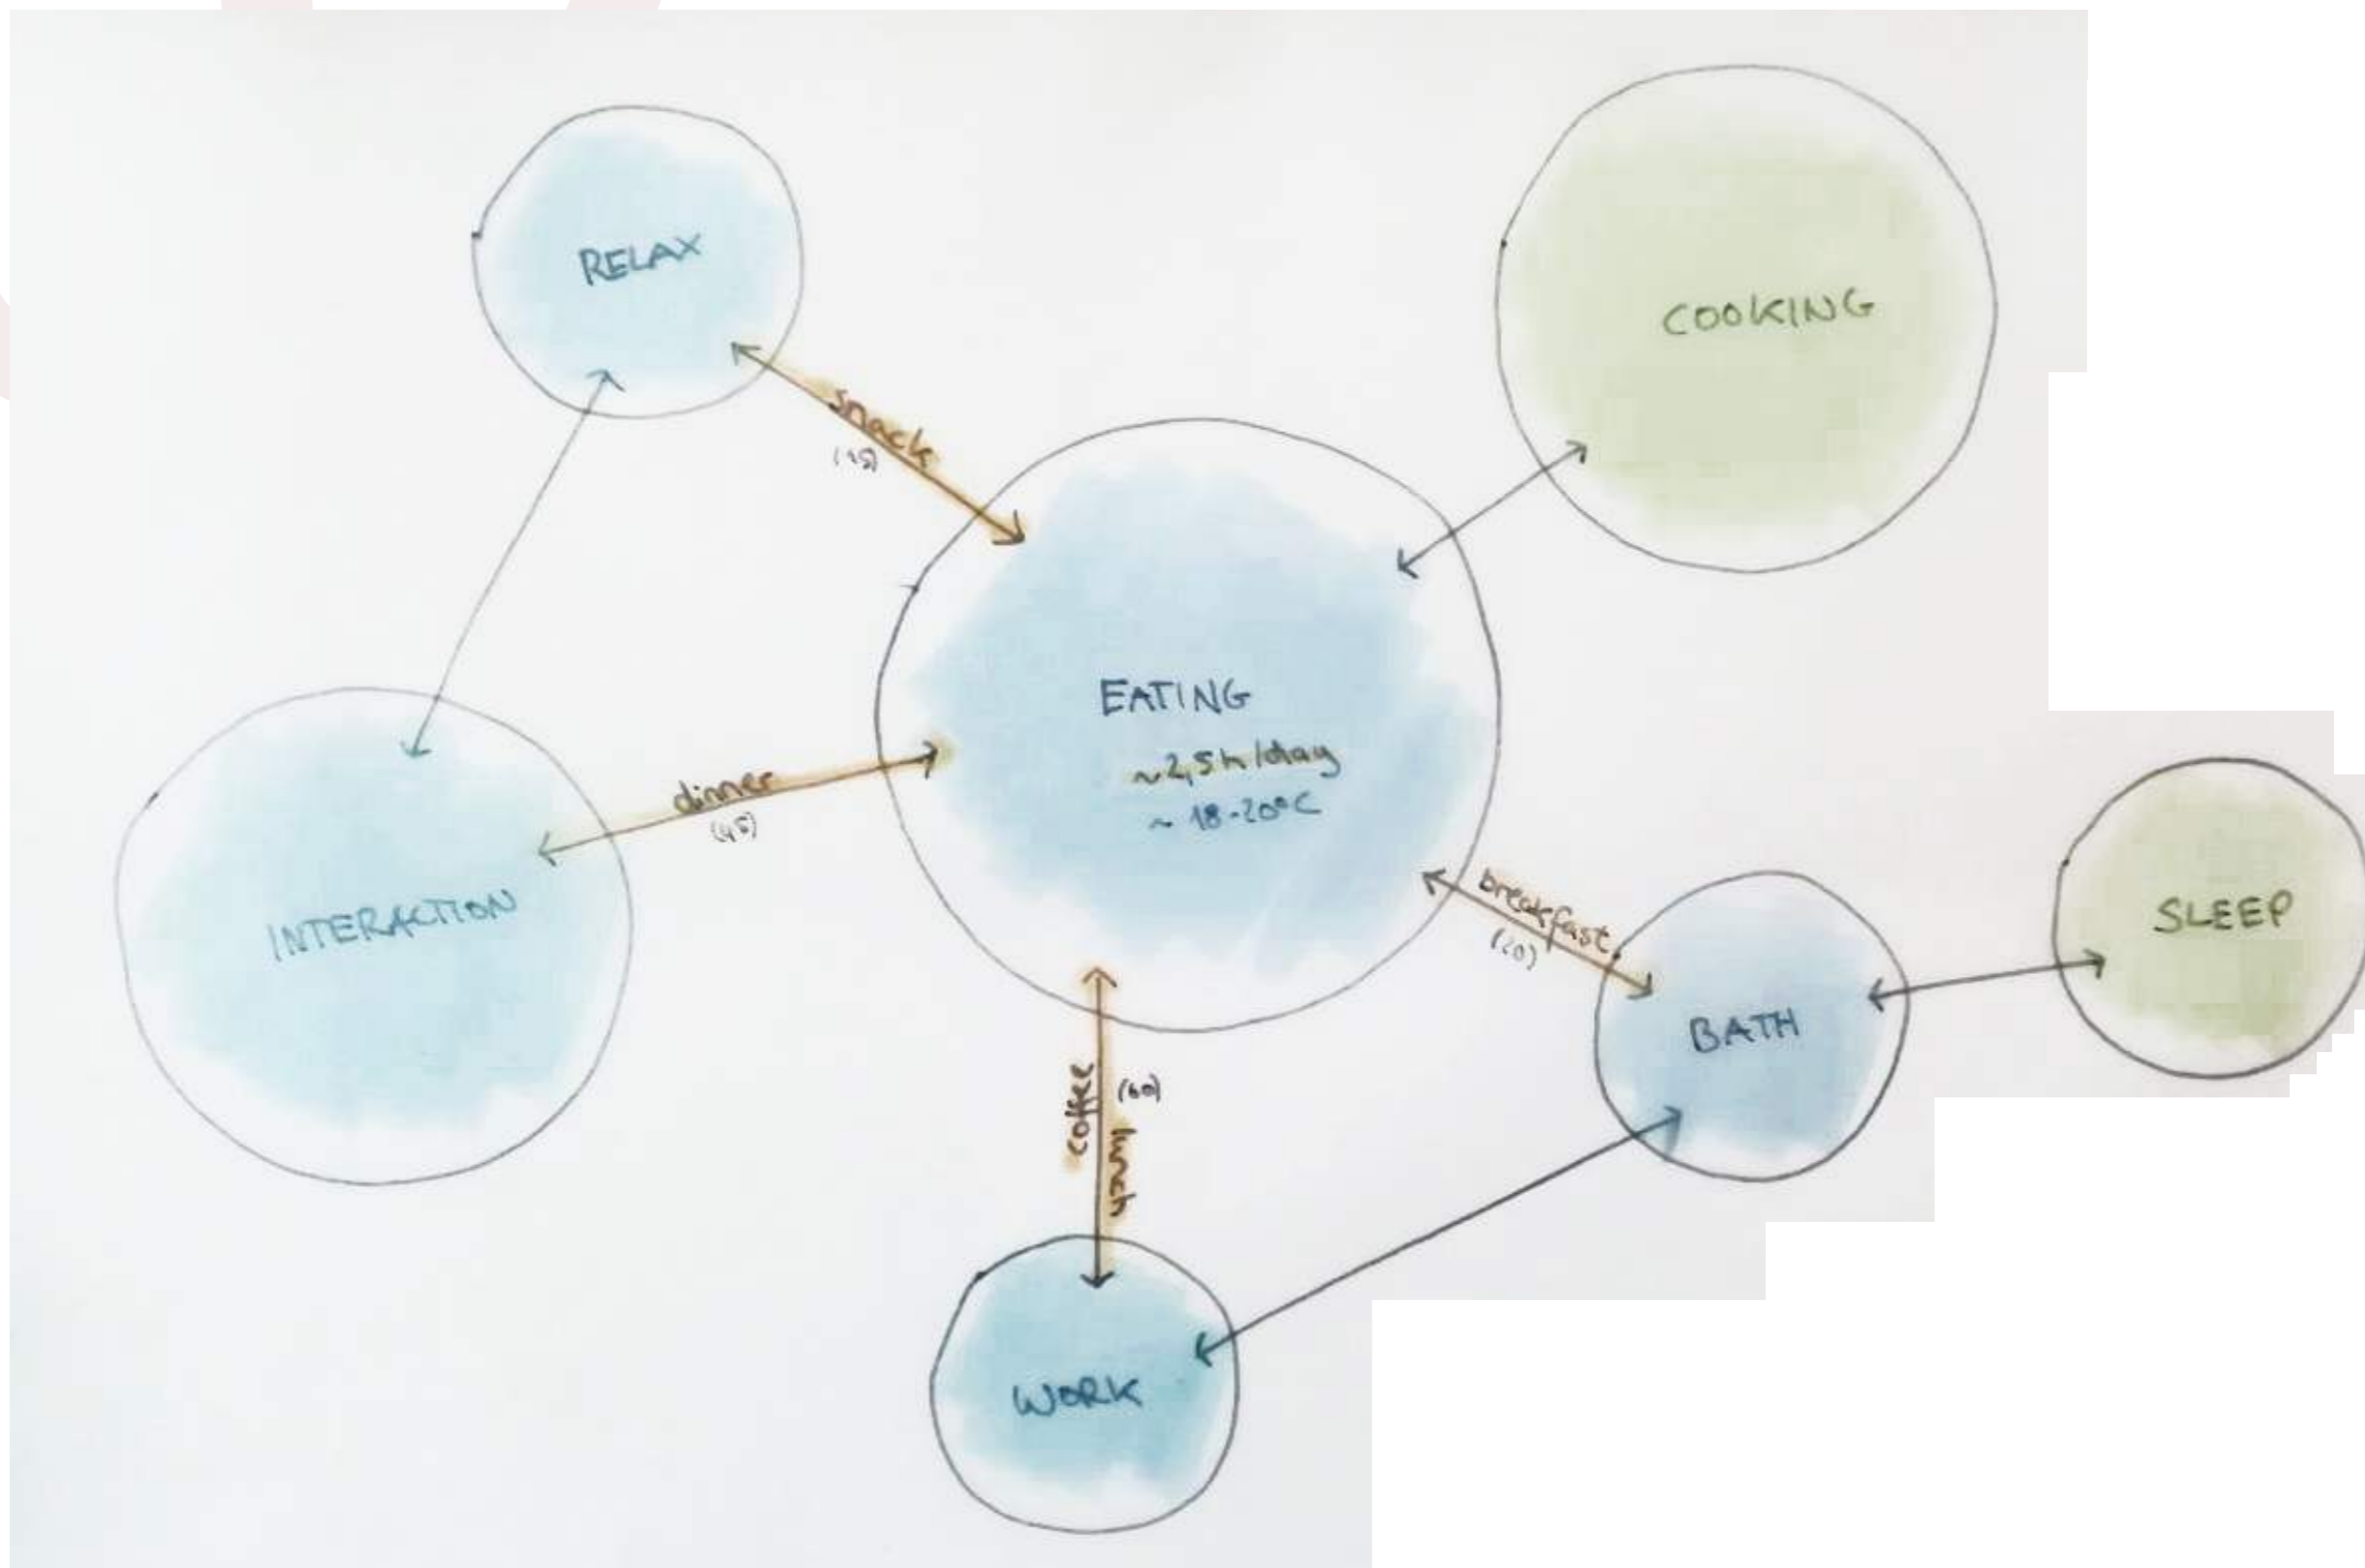 RELAX
COOKING
snack
(15)
EATING
~2,5h/day
~ 18-20°C
dinner
(45)
INTERACTION
breakfast
(20)
SLEEP
BATH
coffee
(60)
lunch
WORK